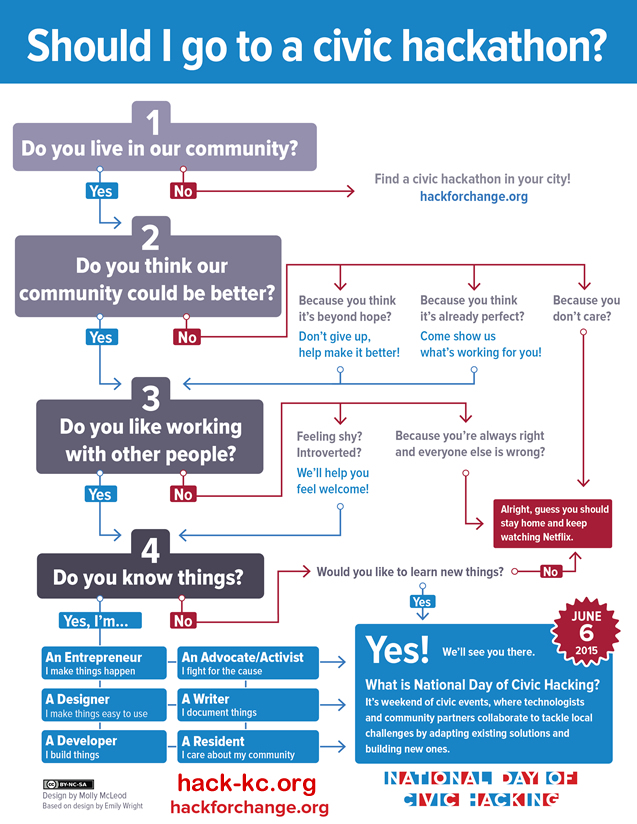 Should I go to a civic hackathon?
1
Do you live in our community?
Yes
No
Find a civic hackathon in your city!
hackforchange.org
2
Do you think our
community could be better?
Yes
No
Because you think
it's beyond hope?
Don't give up,
help make it better!
Because you think
it's already perfect?
Come show us
what's working for you!
Because you
don't care?
3
Do you like working
with other people?
Yes
No
Feeling shy?
Introverted?
We'll help you
feel welcome!
Because you're always right
and everyone else is wrong?
Alright, guess you should
stay home and keep
watching Netflix.
4
Do you know things?
Yes, I'm...
No
Would you like to learn new things?
No
Yes
An Entrepreneur
I make things happen
An Advocate/Activist
I fight for the cause
A Designer
I make things easy to use
A Writer
I document things
A Developer
I build things
A Resident
I care about my community
Yes! We'll see you there.
JUNE
6
2015
What is National Day of Civic Hacking?
It's weekend of civic events, where technologists
and community partners collaborate to tackle local
challenges by adapting existing solutions and
building new ones.
cc BY-NC-SA
Design by Molly McLeod
Based on design by Emily Wright
hack-kc.org
hackforchange.org
NATIONAL DAY OF
CIVIC HACKING